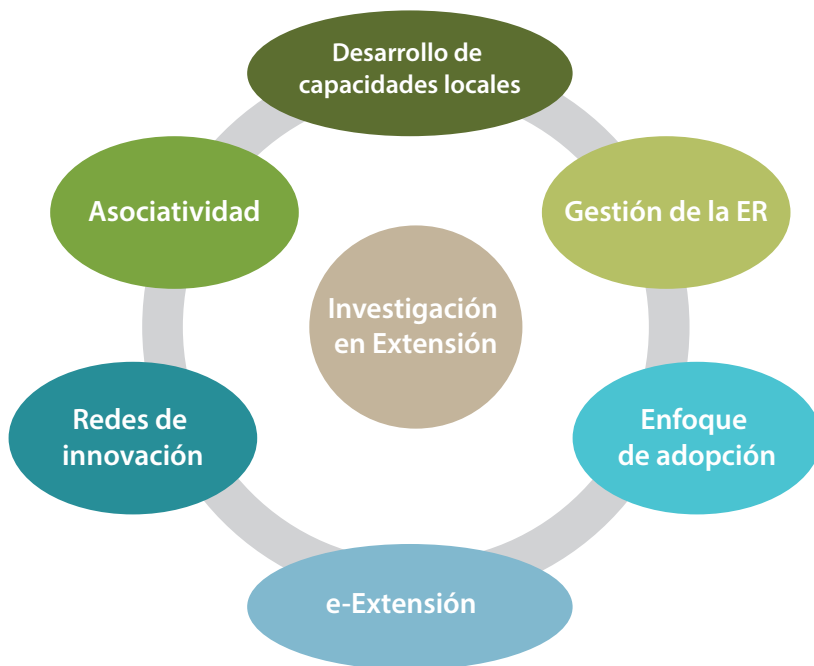 Desarrollo de
capacidades locales
Asociatividad
Gestión de la ER
Investigación
en Extensión
Redes de
innovación
Enfoque
de adopción
e-Extensión